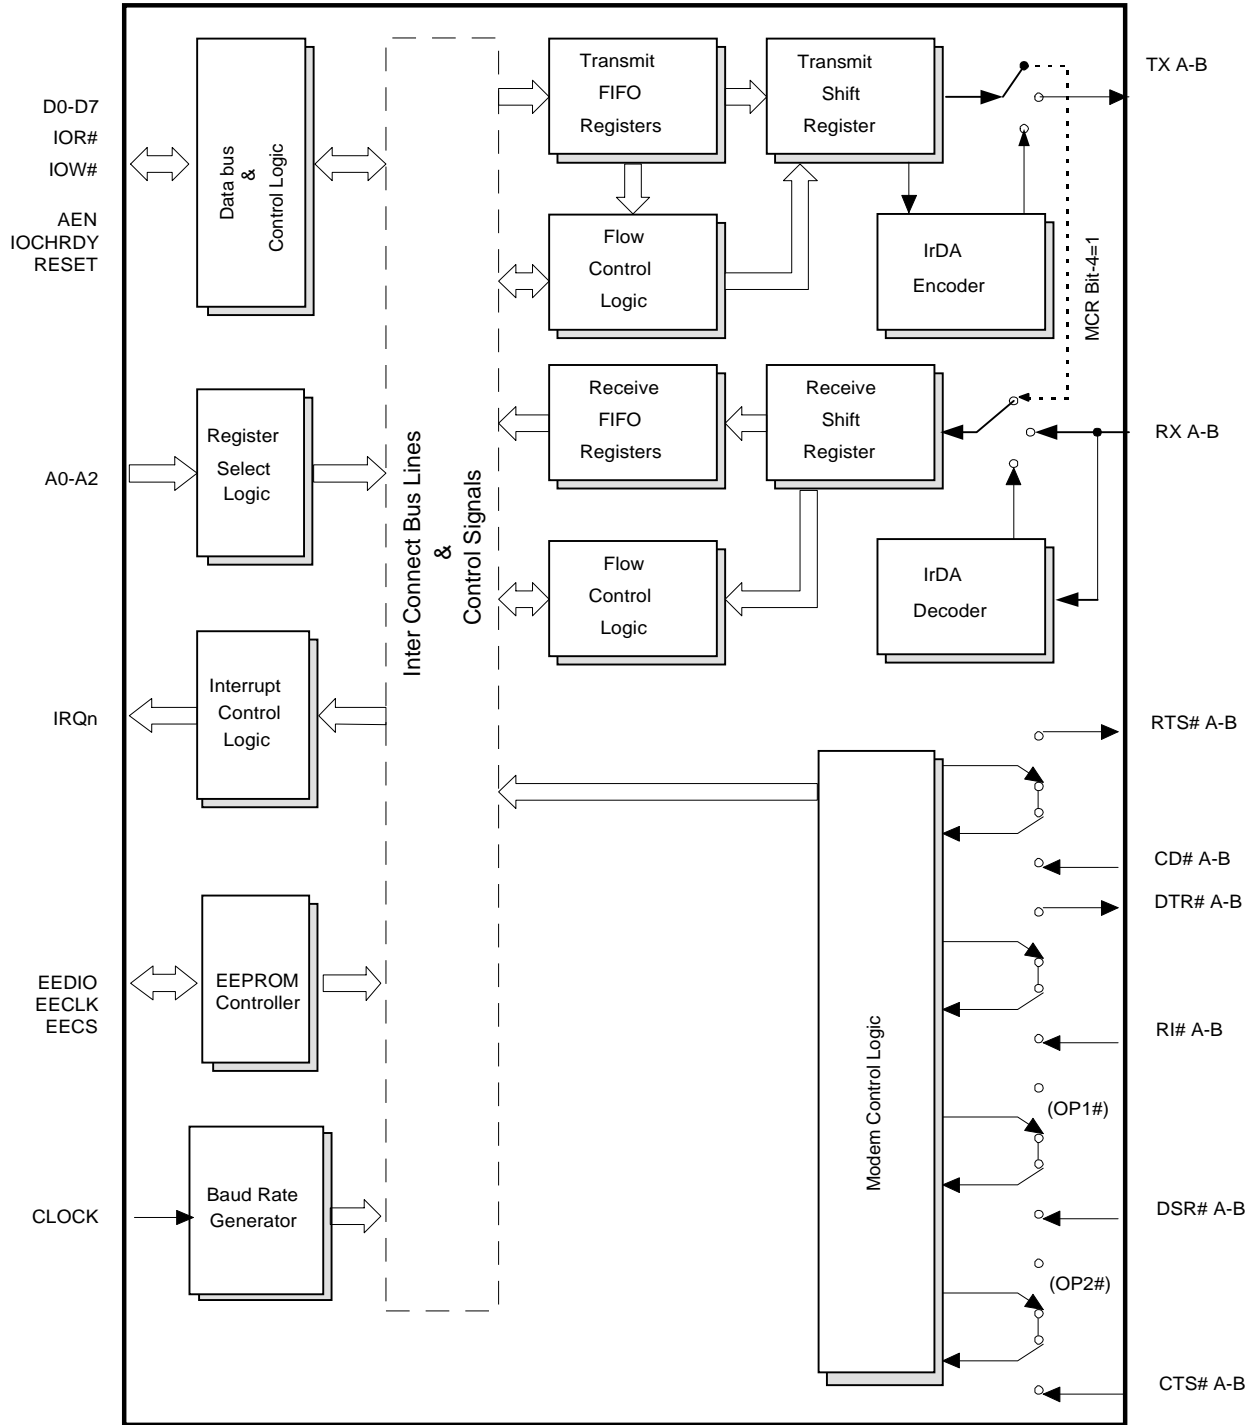 D0-D7
IOR#
IOW#
AEN
IOCHRDY
RESET
A0-A2
IRQn
EEDIO
EECLK
EECS
CLOCK
Data bus
&
Control Logic
Register
Select
Logic
Interrupt
Control
Logic
EEPROM
Controller
Baud Rate
Generator
Inter Connect Bus Lines
&
Control Signals
Transmit
FIFO
Registers
Transmit
Shift
Register
Flow
Control
Logic
IrDA
Encoder
Receive
FIFO
Registers
Receive
Shift
Register
Flow
Control
Logic
IrDA
Decoder
MCR Bit-4=1
Modem Control Logic
TX A-B
RX A-B
RTS# A-B
CD# A-B
DTR# A-B
RI# A-B
(OP1#)
DSR# A-B
(OP2#)
CTS# A-B